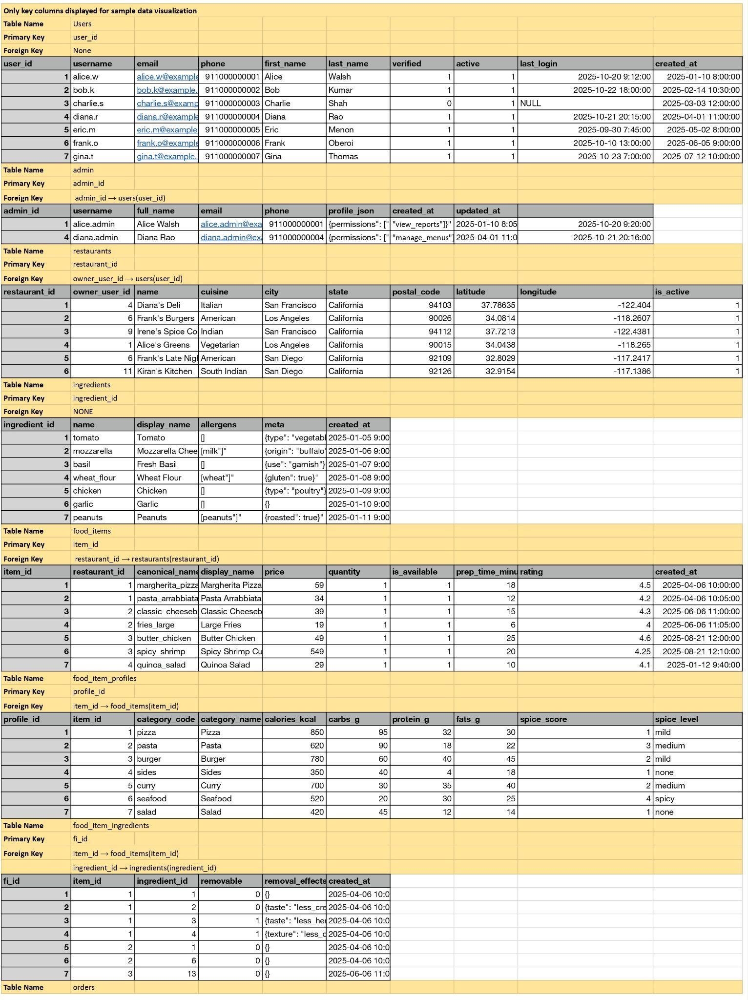 Only key columns displayed for sample data visualization
Table Name Users
Primary Key user_id
Foreign Key None
user_id username email phone first_name last_name verified active last_login created_at
1 alice.w alice.w@example 911000000001 Alice Walsh 1 1 2025-10-20 9:12:00 2025-01-10 8:00:00
2 bob.k bob.k@example. 911000000002 Bob Kumar 1 1 2025-10-22 18:00:00 2025-02-14 10:30:00
3 charlie.s charlie.s@examp 911000000003 Charlie Shah 0 1 NULL 2025-03-03 12:00:00
4 diana.r diana.r@example 911000000004 Diana Rao 1 1 2025-10-21 20:15:00 2025-04-01 11:00:00
5 eric.m eric.m@example. 911000000005 Eric Menon 1 1 2025-09-30 7:45:00 2025-05-02 8:00:00
6 frank.o frank.o@example 911000000006 Frank Oberoi 1 1 2025-10-10 13:00:00 2025-06-05 9:00:00
7 gina.t gina.t@example. 911000000007 Gina Thomas 1 1 2025-10-23 7:00:00 2025-07-12 10:00:00
Table Name admin
Primary Key admin_id
Foreign Key admin_id → users(user_id)
admin_id username full_name email phone profile_json created_at updated_at
1 alice.admin Alice Walsh alice.admin@exa 911000000001 {permissions": [" "view_reports"]}" 2025-01-10 8:05 2025-10-20 9:20:00
4 diana.admin Diana Rao diana.admin@exa 911000000004 {permissions": [" "manage_menus"] 2025-04-01 11:0 2025-10-21 20:16:00
Table Name restaurants
Primary Key restaurant_id
Foreign Key owner_user_id → users(user_id)
restaurant_id owner_user_id name cuisine city state postal_code latitude longitude is_active
1 4 Diana's Deli Italian San Francisco California 94103 37.78635 -122.404 1
2 6 Frank's Burgers American Los Angeles California 90026 34.0814 -118.2607 1
3 9 Irene's Spice Co Indian San Francisco California 94112 37.7213 -122.4381 1
4 1 Alice's Greens Vegetarian Los Angeles California 90015 34.0438 -118.265 1
5 6 Frank's Late Nigh American San Diego California 92109 32.8029 -117.2417 1
6 11 Kiran's Kitchen South Indian San Diego California 92126 32.9154 -117.1386 1
Table Name ingredients
Primary Key ingredient_id
Foreign Key NONE
ingredient_id name display_name allergens meta created_at
1 tomato Tomato [] {type": "vegetabl 2025-01-05 9:00
2 mozzarella Mozzarella Chee [milk"]" {origin": "buffalo" 2025-01-06 9:00
3 basil Fresh Basil [] {use": "garnish"} 2025-01-07 9:00
4 wheat_flour Wheat Flour [wheat"]" {gluten": true}" 2025-01-08 9:00
5 chicken Chicken [] {type": "poultry"} 2025-01-09 9:00
6 garlic Garlic [] {} 2025-01-10 9:00
7 peanuts Peanuts [peanuts"]" {roasted": true}" 2025-01-11 9:00
Table Name food_items
Primary Key item_id
Foreign Key restaurant_id → restaurants(restaurant_id)
item_id restaurant_id canonical_name display_name price quantity is_available prep_time_minu rating created_at
1 1 margherita_pizza Margherita Pizza 59 1 1 18 4.5 2025-04-06 10:00:00
2 1 pasta_arrabbiata Pasta Arrabbiata 34 1 1 12 4.2 2025-04-06 10:05:00
3 2 classic_cheeseb Classic Cheeseb 39 1 1 15 4.3 2025-06-06 11:00:00
4 2 fries_large Large Fries 19 1 1 6 4 2025-06-06 11:05:00
5 3 butter_chicken Butter Chicken 49 1 1 25 4.6 2025-08-21 12:00:00
6 3 spicy_shrimp Spicy Shrimp Cu 549 1 1 20 4.25 2025-08-21 12:10:00
7 4 quinoa_salad Quinoa Salad 29 1 1 10 4.1 2025-01-12 9:40:00
Table Name food_item_profiles
Primary Key profile_id
Foreign Key item_id → food_items(item_id)
profile_id item_id category_code category_name calories_kcal carbs_g protein_g fats_g spice_score spice_level
1 1 pizza Pizza 850 95 32 30 1 mild
2 2 pasta Pasta 620 90 18 22 3 medium
3 3 burger Burger 780 60 40 45 2 mild
4 4 sides Sides 350 40 4 18 1 none
5 5 curry Curry 700 30 35 40 2 medium
6 6 seafood Seafood 520 20 30 25 4 spicy
7 7 salad Salad 420 45 12 14 1 none
Table Name food_item_ingredients
Primary Key fi_id
Foreign Key item_id → food_items(item_id)
ingredient_id → ingredients(ingredient_id)
fi_id item_id ingredient_id removable removal_effects created_at
1 1 1 0 {} 2025-04-06 10:0
2 1 2 0 {taste": "less_cre 2025-04-06 10:0
3 1 3 1 {taste": "less_her 2025-04-06 10:0
4 1 4 1 {texture": "less_c 2025-04-06 10:0
5 2 1 0 {} 2025-04-06 10:0
6 2 6 0 {} 2025-04-06 10:0
7 3 13 0 {} 2025-06-06 11:0
Table Name orders